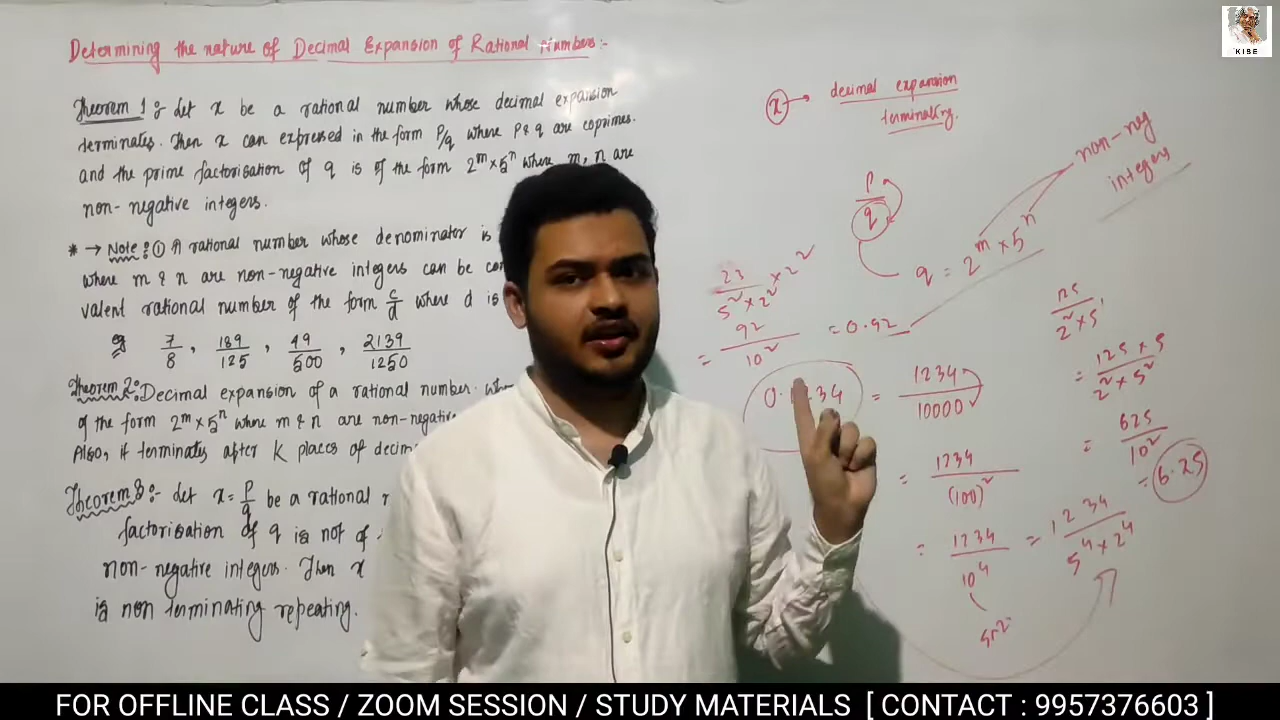 Determining the nature of Decimal Expansion of Rational Numbers:-
Theorem 1:- Let x be a rational number whose decimal expansion
terminates. Then x can expressed in the form P/q where P & q are coprimes.
and the prime factorisation of q is of the form 2^m × 5^n where m, n are
non-negative integers.
* → Note:- ① A rational number whose denominator is
where m & n are non-negative integers can be con
valent rational number of the form c/d where d is
eg 7/8, 189/125, 49/500, 2139/1250
Theorem 2:- Decimal expansion of a rational number whe
of the form 2^m × 5^n where m & n are non-negative
Also, it terminates after K places of decim
Theorem 3:- Let x = P/q be a rational n
factorisation of q is not of
non-negative integers. Then x
is non terminating repeating.
x → decimal expansion
terminating.
P/q
q = 2^m × 5^n
non-neg
integers
23/5^2 × 2^2 × 2^2
= 92/10^2 = 0.92
0.1234 = 1234/10000
= 1234/(100)^2
= 1234/10^4 = 1234/5^4 × 2^4
5×2
125/2^2 × 5^1
= 125 × 5/2^2 × 5^2
= 625/10^2
= 6.25
KISE
FOR OFFLINE CLASS / ZOOM SESSION / STUDY MATERIALS [ CONTACT : 9957376603 ]